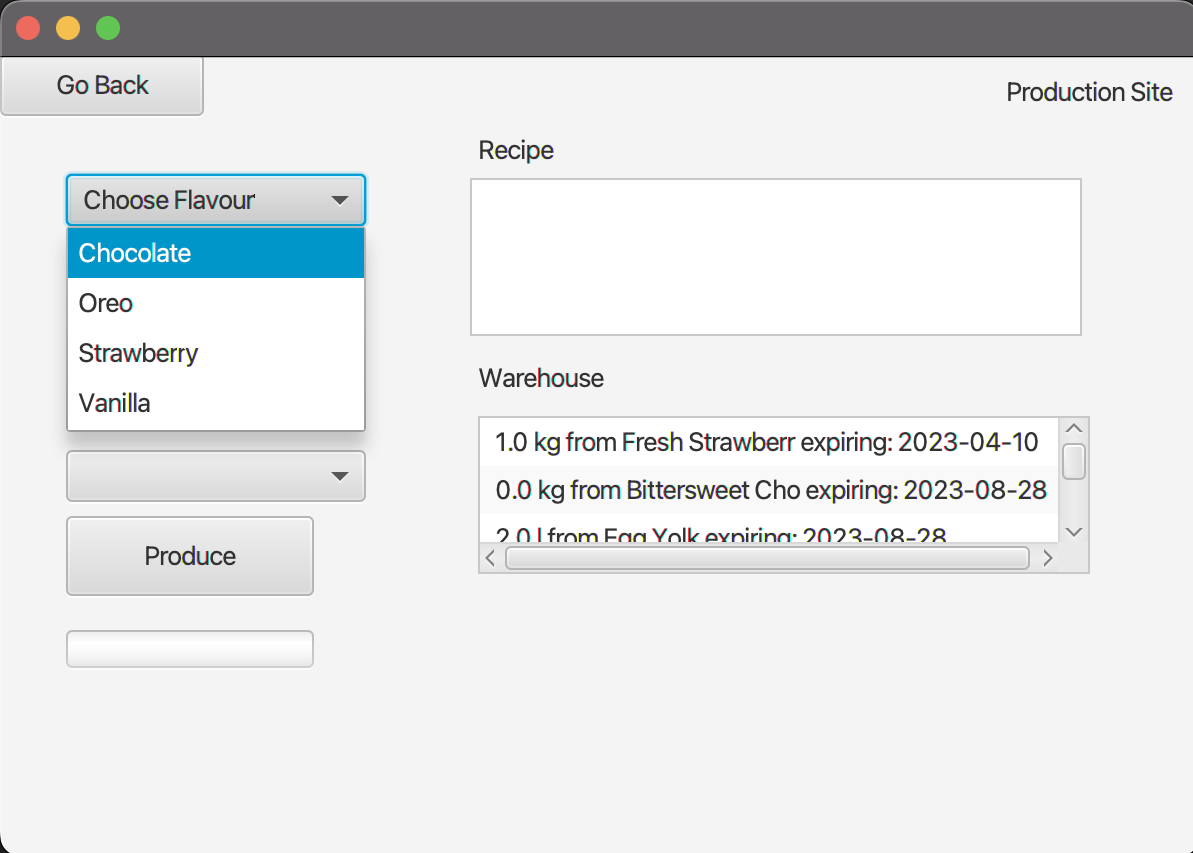 Go Back
Production Site
Choose Flavour
Chocolate
Oreo
Strawberry
Vanilla
Produce
Recipe
Warehouse
1.0 kg from Fresh Strawberr expiring: 2023-04-10
0.0 kg from Bittersweet Cho expiring: 2023-08-28
2.0 l from Egg Yolk expiring: 2023-08-28